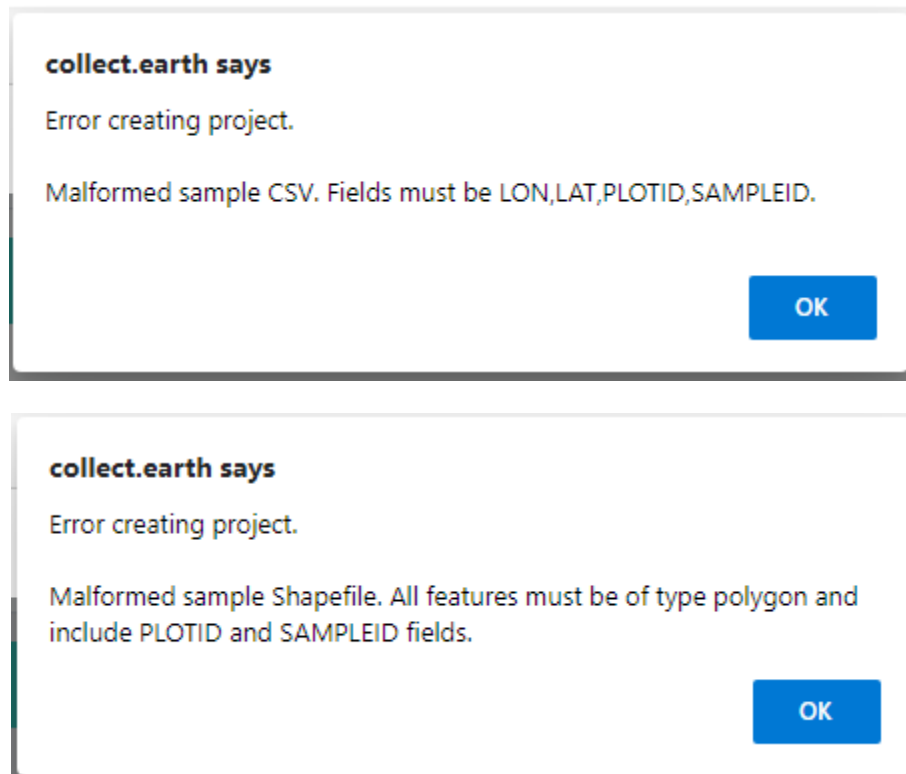 collect.earth says
Error creating project.
Malformed sample CSV. Fields must be LON,LAT,PLOTID,SAMPLEID.
OK
collect.earth says
Error creating project.
Malformed sample Shapefile. All features must be of type polygon and
include PLOTID and SAMPLEID fields.
OK